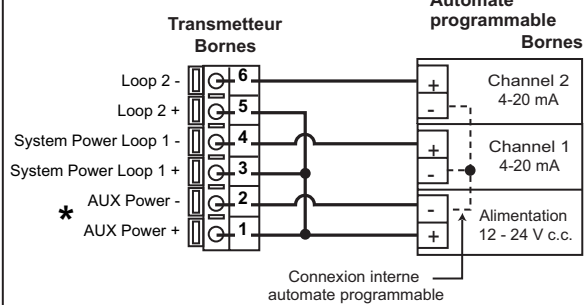 Automate
programmable
Bornes
Transmetteur
Bornes
Loop 2 - 6
Loop 2 + 5
System Power Loop 1 - 4
System Power Loop 1 + 3
AUX Power - 2
* AUX Power + 1
+ Channel 2
- 4-20 mA
+ Channel 1
- 4-20 mA
- Alimentation
+ 12 - 24 V c.c.
Connexion interne
automate programmable